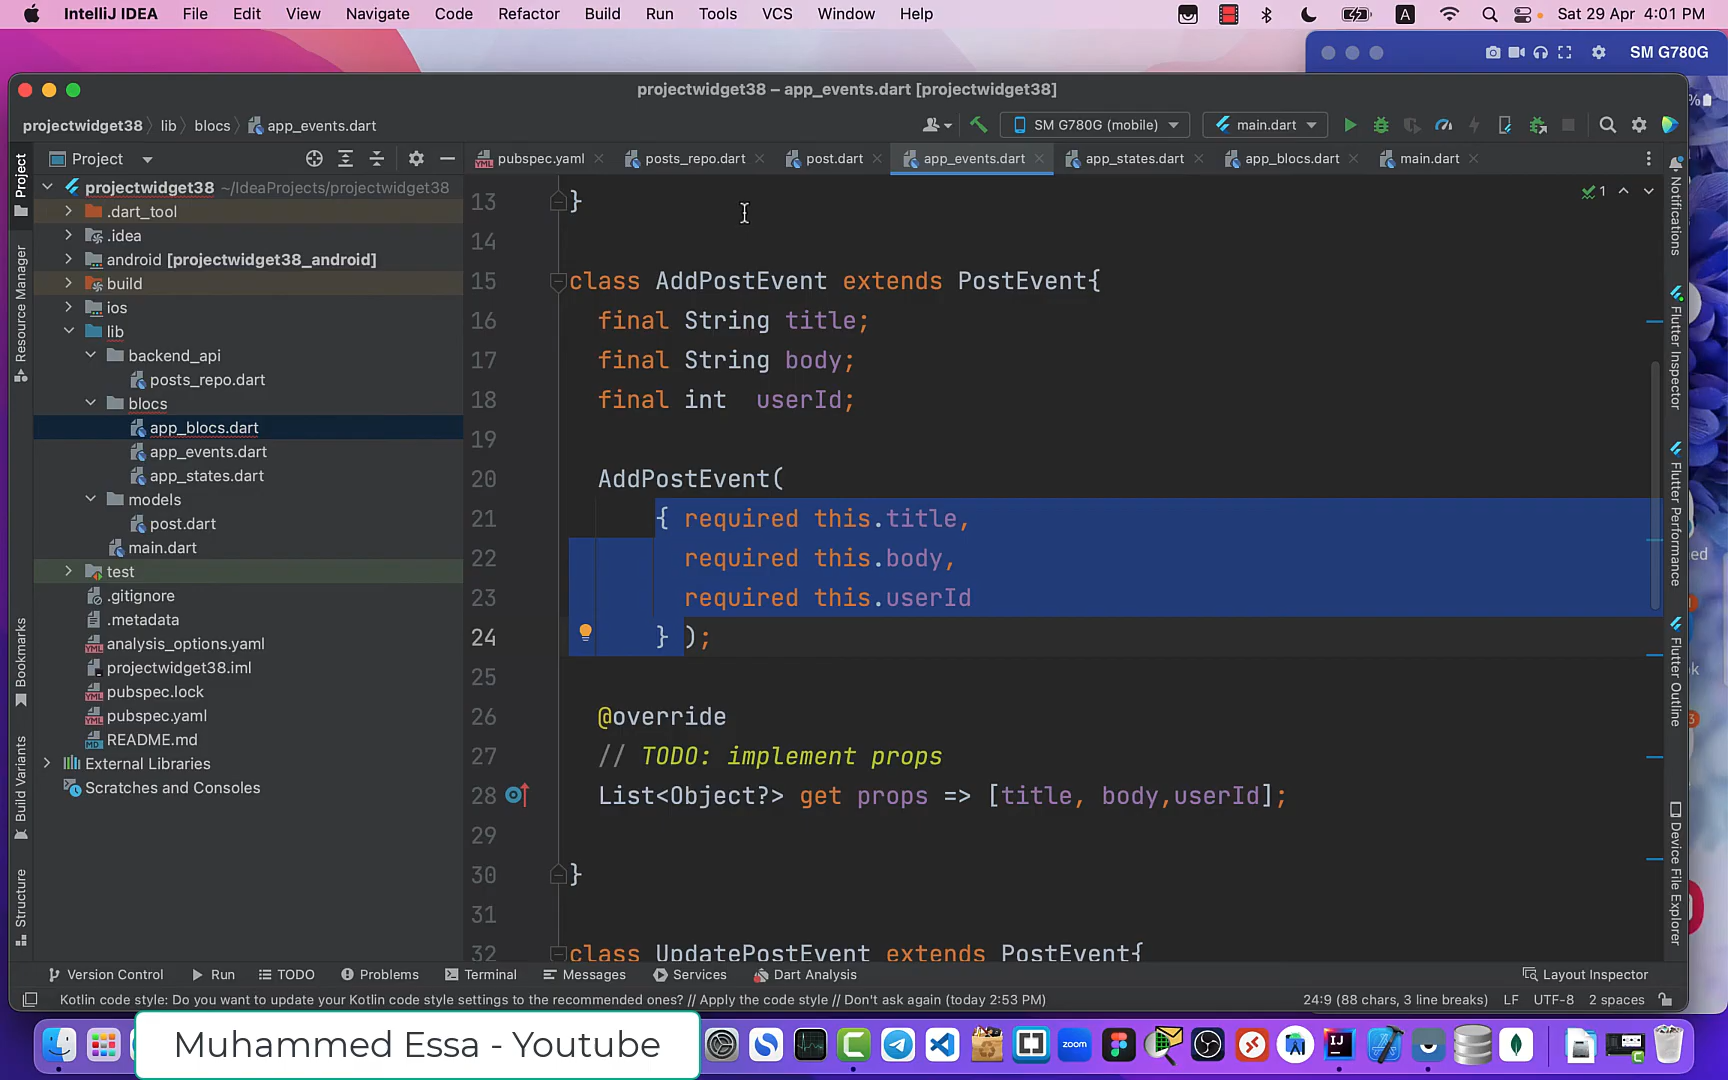 IntelliJ IDEA File Edit View Navigate Code Refactor Build Run Tools VCS Window Help A Sat 29 Apr 4:01 PM
SM G780G
projectwidget38 – app_events.dart [projectwidget38]
projectwidget38 lib blocs app_events.dart SM G780G (mobile) main.dart
Project pubspec.yaml posts_repo.dart post.dart app_events.dart app_states.dart app_blocs.dart main.dart
projectwidget38 ~/IdeaProjects/projectwidget38
.dart_tool
.idea
android [projectwidget38_android]
build
ios
lib
backend_api
posts_repo.dart
blocs
app_blocs.dart
app_events.dart
app_states.dart
models
post.dart
main.dart
test
.gitignore
.metadata
analysis_options.yaml
projectwidget38.iml
pubspec.lock
pubspec.yaml
README.md
External Libraries
Scratches and Consoles
Project
Resource Manager
Bookmarks
Build Variants
Structure
1
13 }
14
15 class AddPostEvent extends PostEvent{
16 final String title;
17 final String body;
18 final int userId;
19
20 AddPostEvent(
21 { required this.title,
22 required this.body,
23 required this.userId
24 } );
25
26 @override
27 // TODO: implement props
28 List<Object?> get props => [title, body,userId];
29
30 }
31
32 class UpdatePostEvent extends PostEvent{
Notifications
Flutter Inspector
Flutter Performance
Flutter Outline
Device File Explorer
Version Control Run TODO Problems Terminal Messages Services Dart Analysis Layout Inspector
Kotlin code style: Do you want to update your Kotlin code style settings to the recommended ones? // Apply the code style // Don't ask again (today 2:53 PM) 24:9 (88 chars, 3 line breaks) LF UTF-8 2 spaces
Muhammed Essa - Youtube
zoom
IJ